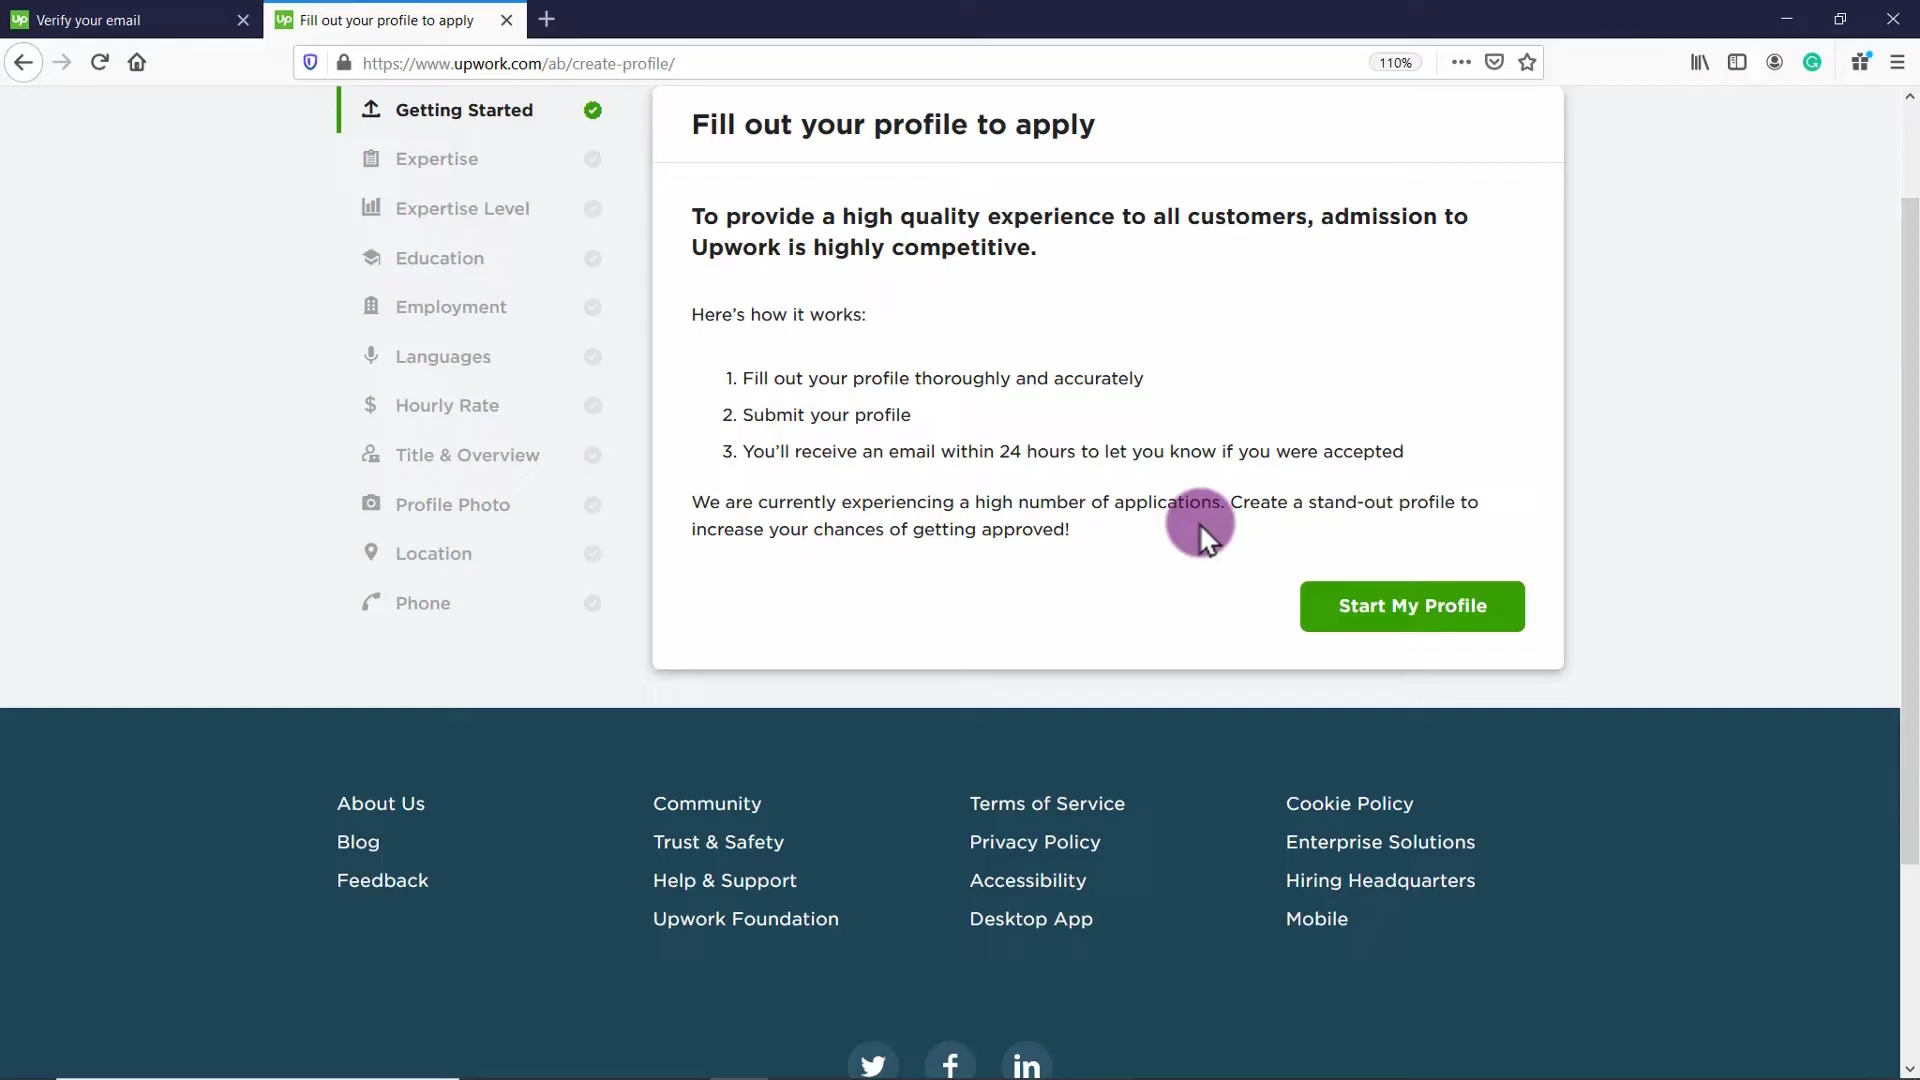 Up Verify your email
Up Fill out your profile to apply
https://www.upwork.com/ab/create-profile/
110%
Getting Started
Expertise
Expertise Level
Education
Employment
Languages
$ Hourly Rate
Title & Overview
Profile Photo
Location
Phone
Fill out your profile to apply
To provide a high quality experience to all customers, admission to
Upwork is highly competitive.
Here’s how it works:
1. Fill out your profile thoroughly and accurately
2. Submit your profile
3. You’ll receive an email within 24 hours to let you know if you were accepted
We are currently experiencing a high number of applications. Create a stand-out profile to
increase your chances of getting approved!
Start My Profile
About Us
Blog
Feedback
Community
Trust & Safety
Help & Support
Upwork Foundation
Terms of Service
Privacy Policy
Accessibility
Desktop App
Cookie Policy
Enterprise Solutions
Hiring Headquarters
Mobile
f
in